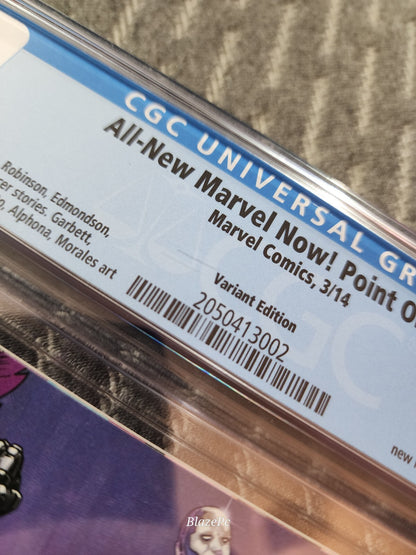 CGC UNIVERSAL GR
All-New Marvel Now! Point O
Marvel Comics, 3/14
Variant Edition
2050413002
Robinson, Edmondson,
er stories. Garbett,
, Alphona, Morales art
new
BlazePc